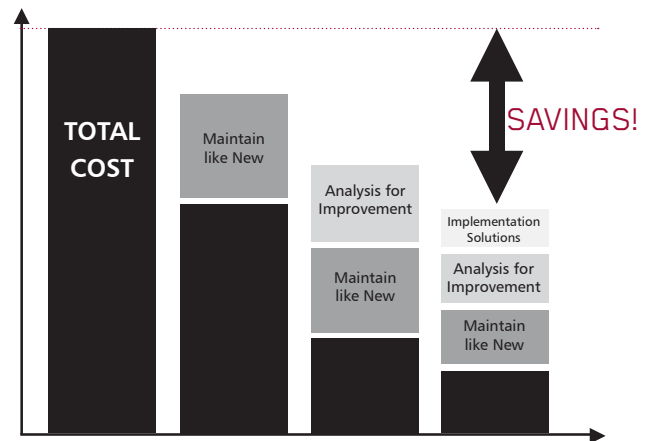 TOTAL
COST
Maintain
like New
Analysis for
Improvement
Maintain
like New
Implementation
Solutions
Analysis for
Improvement
Maintain
like New
SAVINGS!